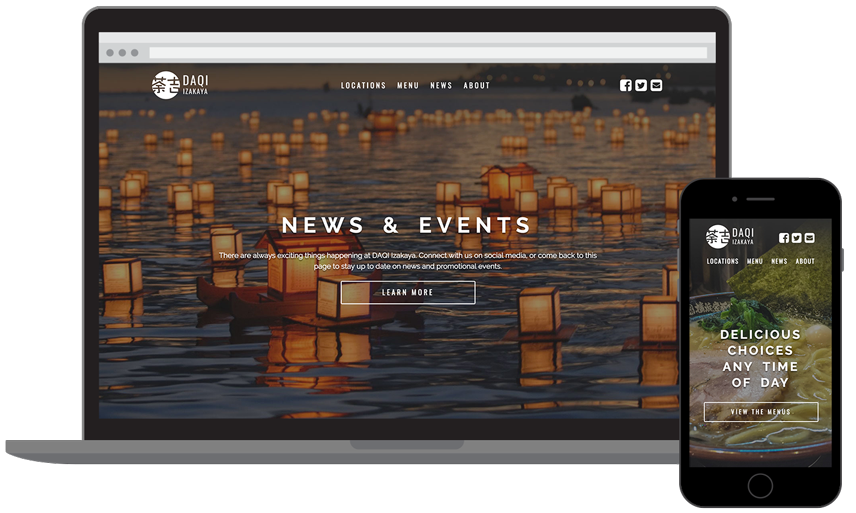 茶吉 DAQI
IZAKAYA
LOCATIONS MENU NEWS ABOUT
NEWS & EVENTS
There are always exciting things happening at DAQI Izakaya. Connect with us on social media, or come back to this
page to stay up to date on news and promotional events.
LEARN MORE
茶吉 DAQI
IZAKAYA
LOCATIONS MENU NEWS ABOUT
DELICIOUS
CHOICES
ANY TIME
OF DAY
VIEW THE MENUS